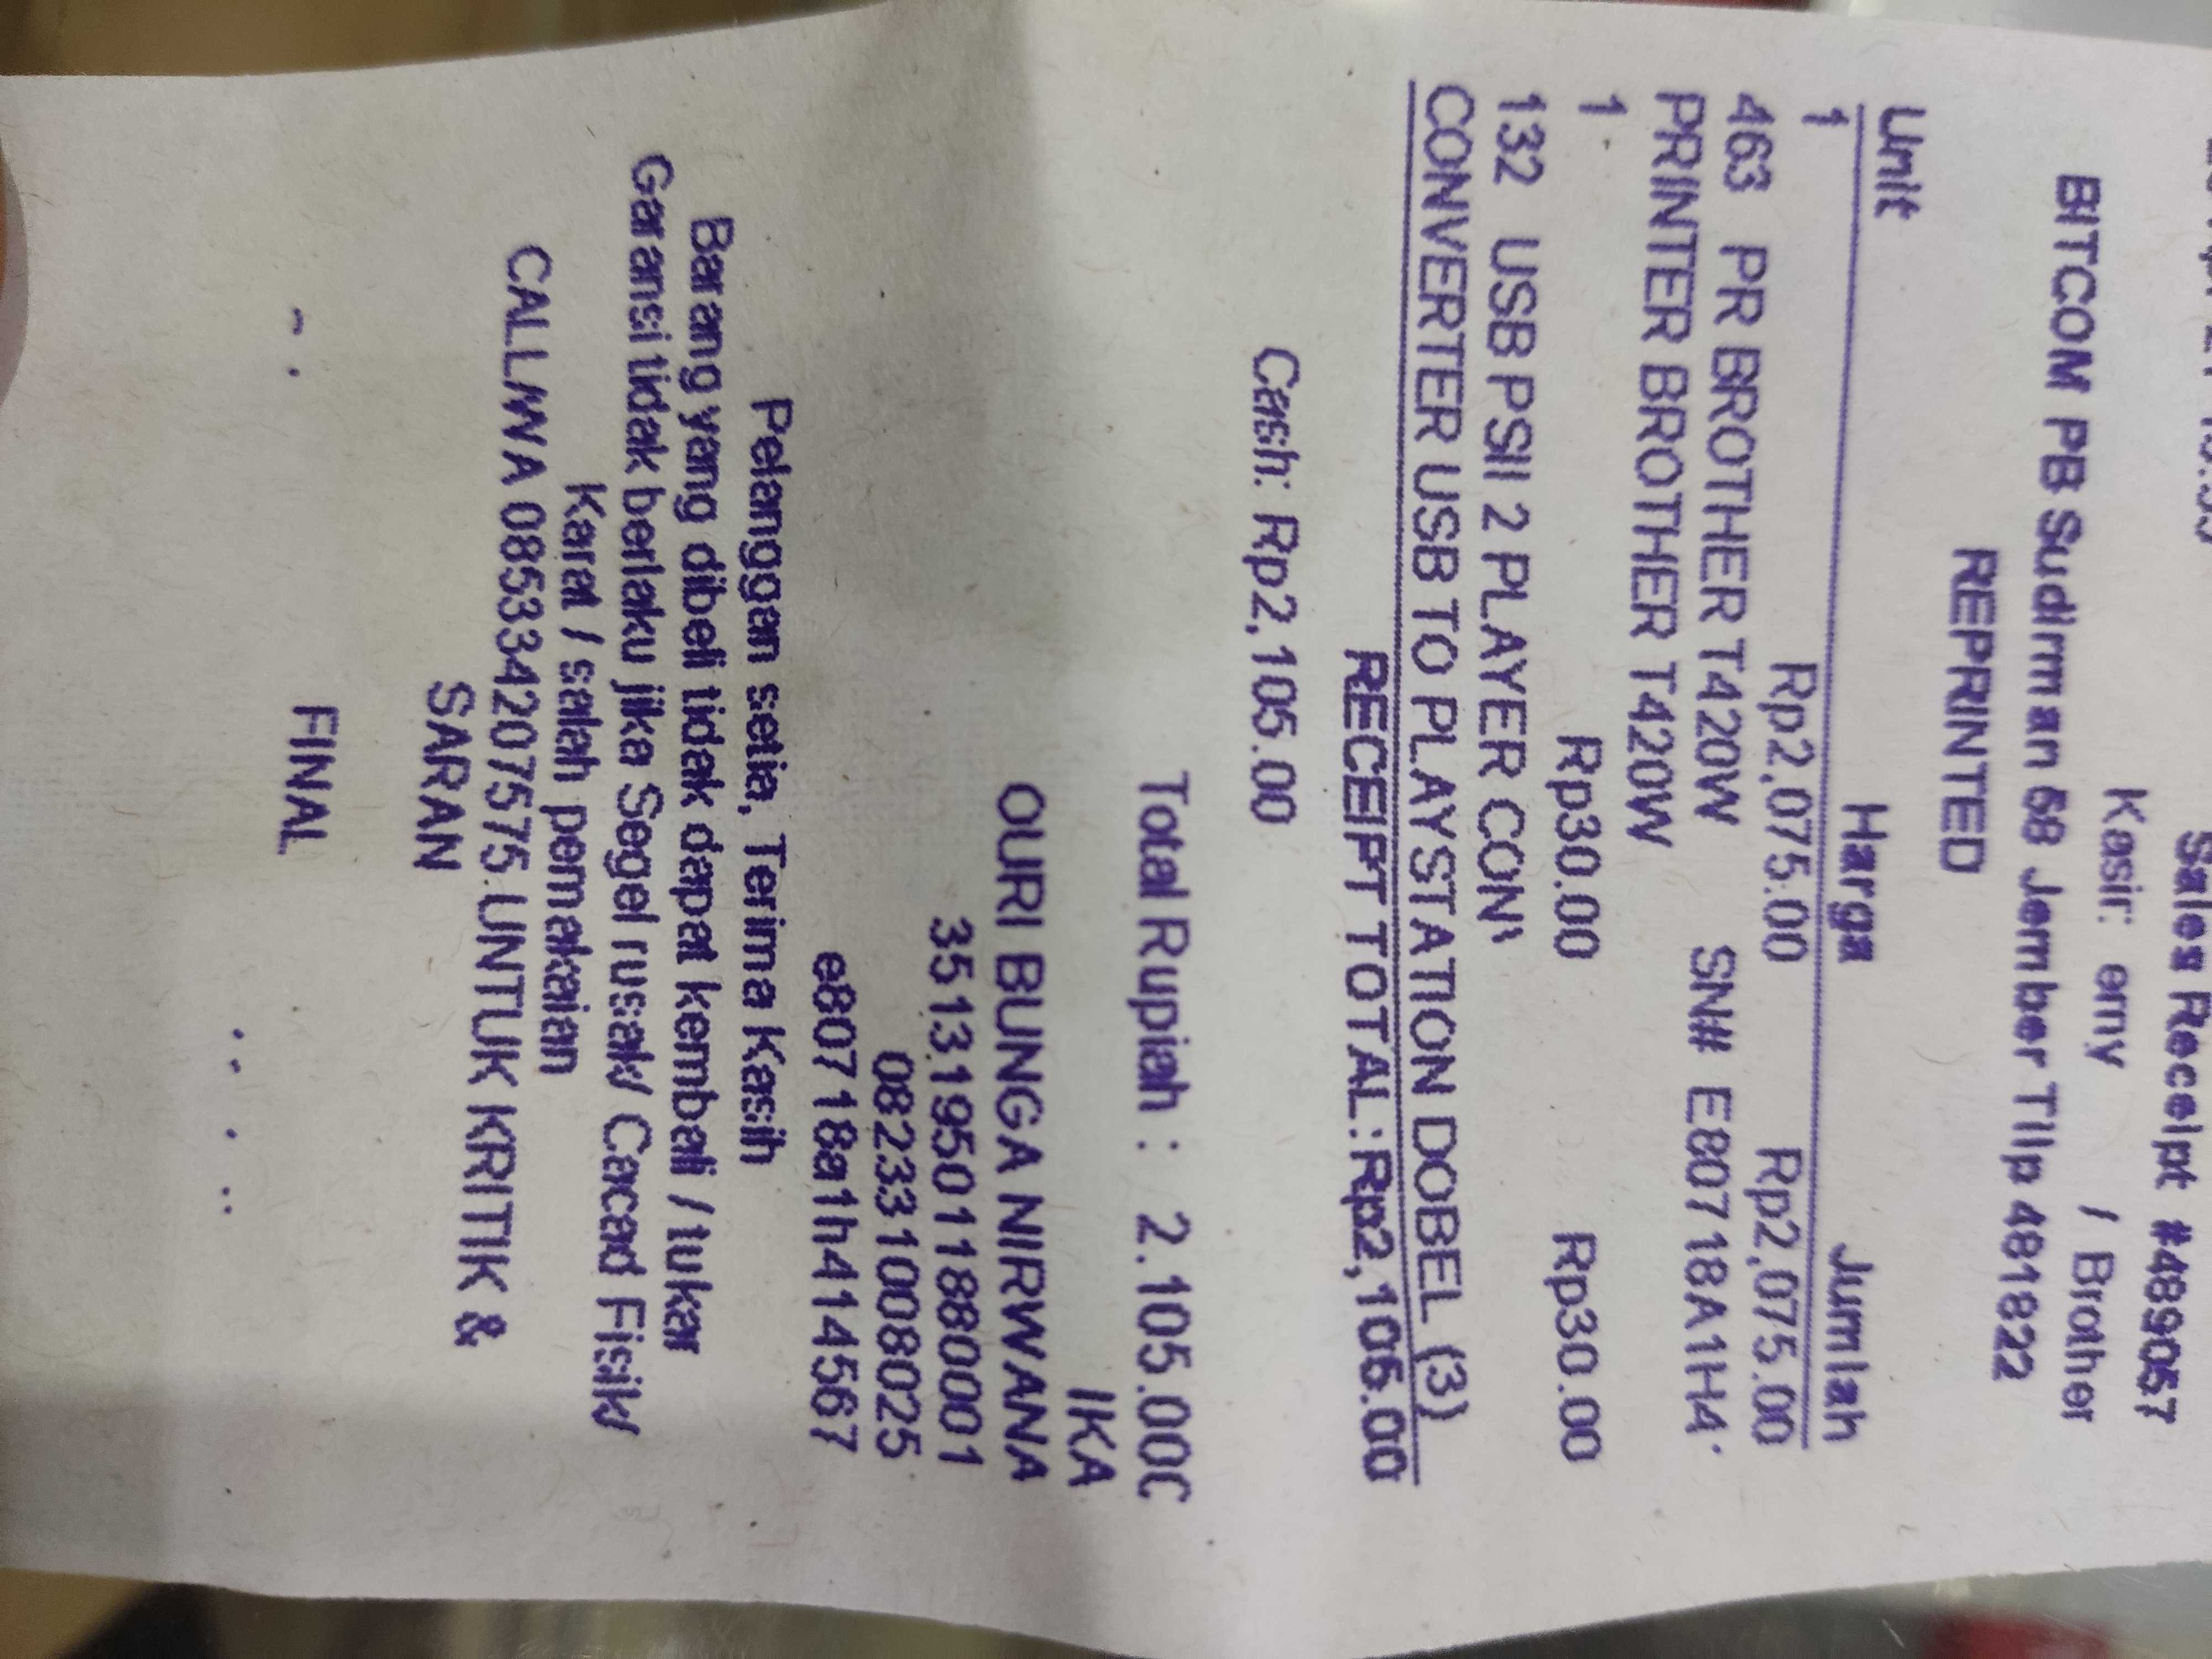 Sales Receipt #489057
Kasir: erny / Brother
BITCOM PB Sudirman 68 Jember Tllp 481822
REPRINTED
Unit Harga Jumlah
1 Rp2,075.00 Rp2,075.00
463 PR BROTHER T420W SN# E80718A1H4
PRINTER BROTHER T420W
1 Rp30.00 Rp30.00
132 USB PSII 2 PLAYER CON
CONVERTER USB TO PLAYSTATION DOBEL (3)
RECEIPT TOTAL: Rp2,105.00
Cash: Rp2,105.00
Total Rupiah : 2.105.000
IKA
OURI BUNGA NIRWANA
3513195011880001
082331008025
e80718a1h414567
Pelanggan setia, Terima Kasih
Barang yang dibeli tidak dapat kembali / tukar
Garansi tidak berlaku jika Segel rusak/ Cacad Fisik/
Karat / salah pemakaian
CALL/WA 085334207575 UNTUK KRITIK &
SARAN
FINAL